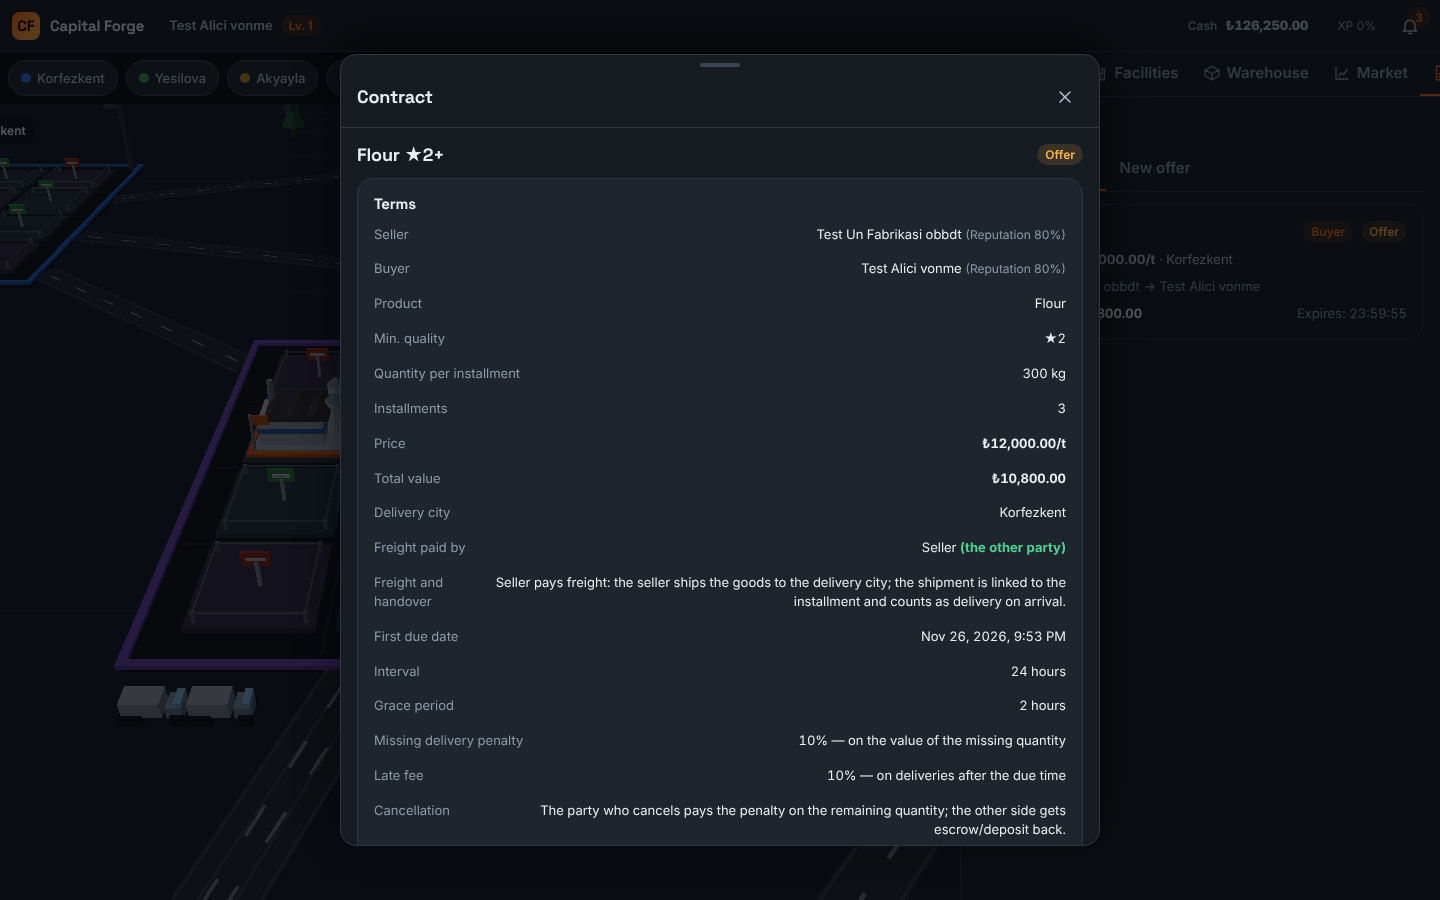 CF Capital Forge Test Alici vonme Lv. 1 Cash ₺126,250.00 XP 0% 3
Korfezkent Yesilova Akyayla Facilities Warehouse Market
kent
Contract
Flour ★2+ Offer
New offer
Terms
Seller Test Un Fabrikasi obbdt (Reputation 80%)
Buyer Offer
Buyer Test Alici vonme (Reputation 80%)
000.00/t · Korfezkent
obbdt → Test Alici vonme
Product Flour
800.00 Expires: 23:59:55
Min. quality ★2
Quantity per installment 300 kg
Installments 3
Price ₺12,000.00/t
Total value ₺10,800.00
Delivery city Korfezkent
Freight paid by Seller (the other party)
Freight and handover Seller pays freight: the seller ships the goods to the delivery city; the shipment is linked to the
installment and counts as delivery on arrival.
First due date Nov 26, 2026, 9:53 PM
Interval 24 hours
Grace period 2 hours
Missing delivery penalty 10% — on the value of the missing quantity
Late fee 10% — on deliveries after the due time
Cancellation The party who cancels pays the penalty on the remaining quantity; the other side gets
escrow/deposit back.